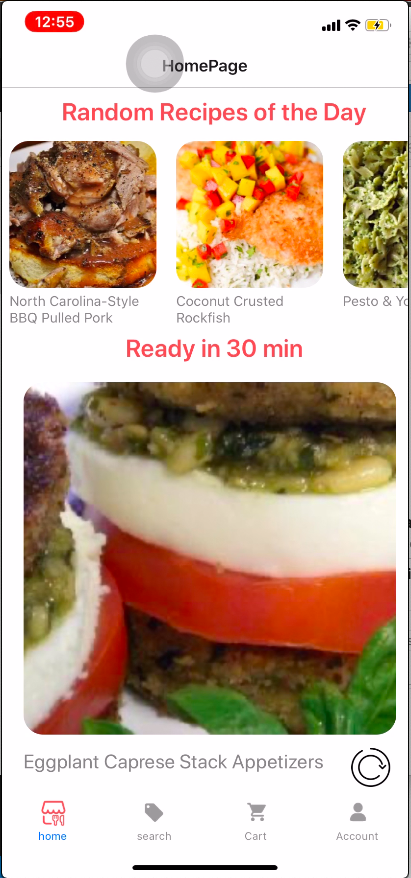 12:55
HomePage
Random Recipes of the Day
North Carolina-Style
BBQ Pulled Pork
Coconut Crusted
Rockfish
Pesto & Yo
Ready in 30 min
Eggplant Caprese Stack Appetizers
home
search
Cart
Account